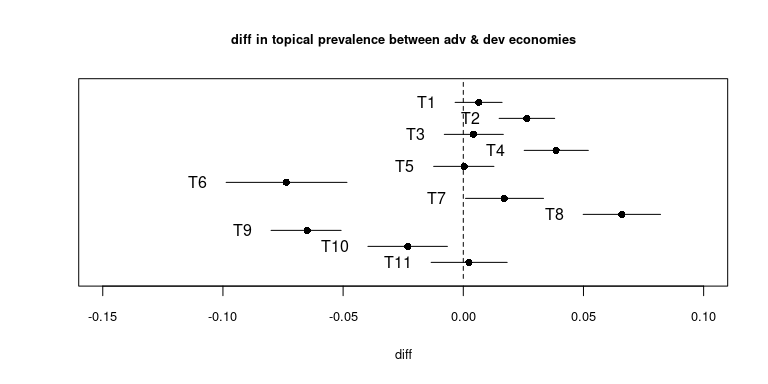 diff in topical prevalence between adv & dev economies
T1
T2
T3
T4
T5
T6
T7
T8
T9
T10
T11
-0.15 -0.10 -0.05 0.00 0.05 0.10
diff